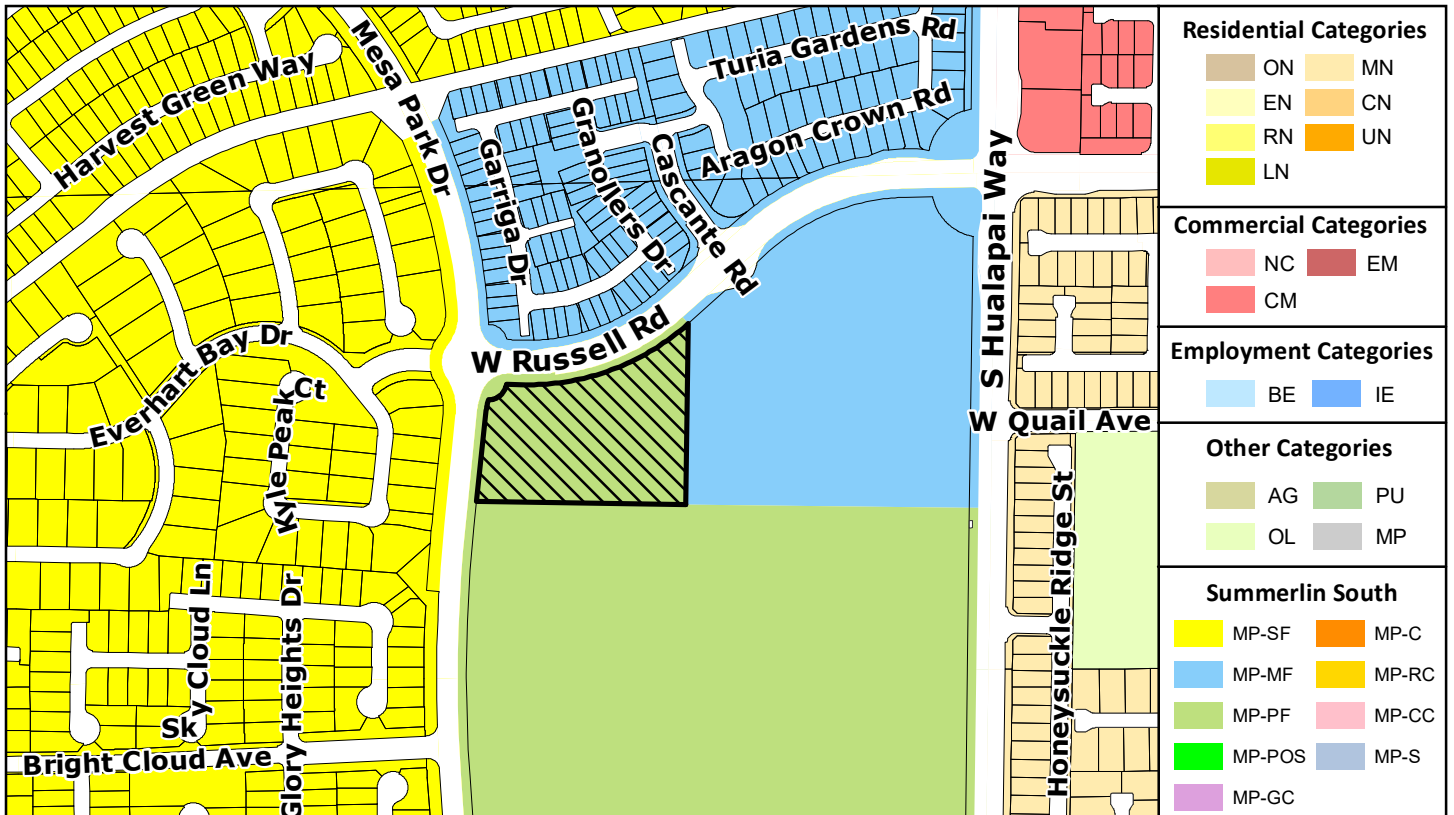 Mesa Park Dr
Harvest Green Way
Turia Gardens Rd
Aragon Crown Rd
Garriga Dr
Granollers Dr
Cascante Rd
S Hualapai Way
W Russell Rd
Everhart Bay Dr
Kyle Peak Ct
W Quail Ave
Honeysuckle Ridge St
Sky Cloud Ln
Glory Heights Dr
Bright Cloud Ave
Residential Categories
ON MN
EN CN
RN UN
LN
Commercial Categories
NC EM
CM
Employment Categories
BE IE
Other Categories
AG PU
OL MP
Summerlin South
MP-SF MP-C
MP-MF MP-RC
MP-PF MP-CC
MP-POS MP-S
MP-GC